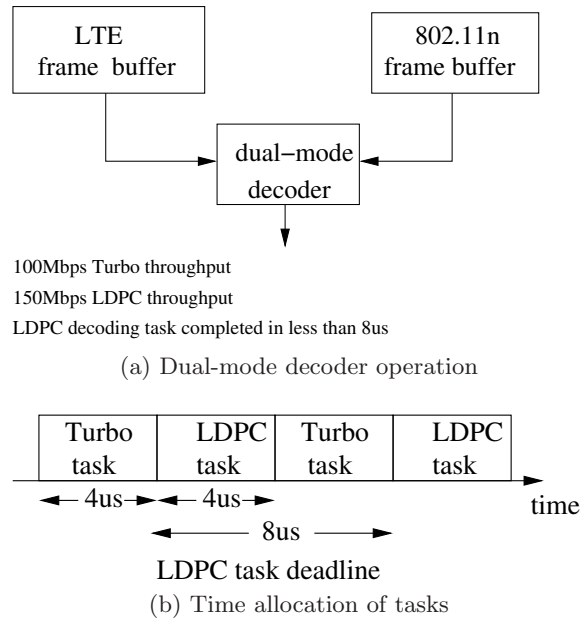 LTE
frame buffer
802.11n
frame buffer
dual−mode
decoder
100Mbps Turbo throughput
150Mbps LDPC throughput
LDPC decoding task completed in less than 8us
(a) Dual-mode decoder operation
Turbo
task
LDPC
task
Turbo
task
LDPC
task
4us
4us
time
8us
LDPC task deadline
(b) Time allocation of tasks